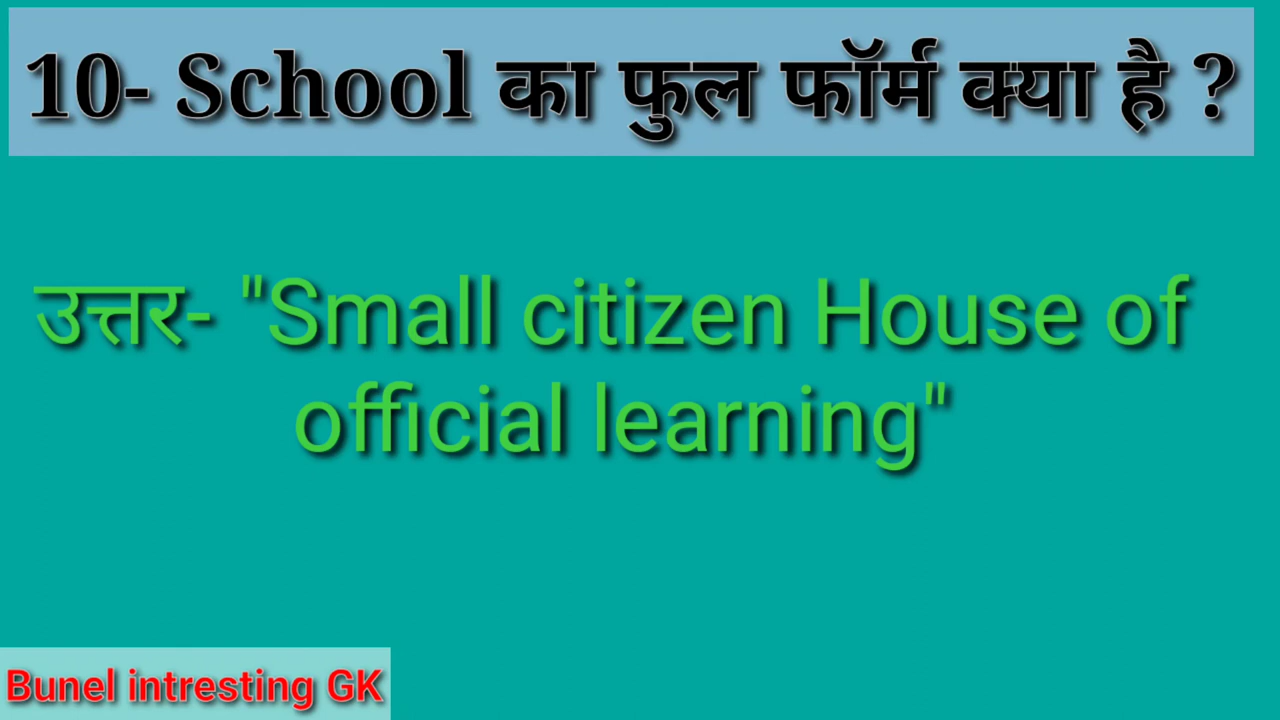 10- School का फुल फॉर्म क्या है ?
उत्तर- "Small citizen House of
official learning"
Bunel intresting GK